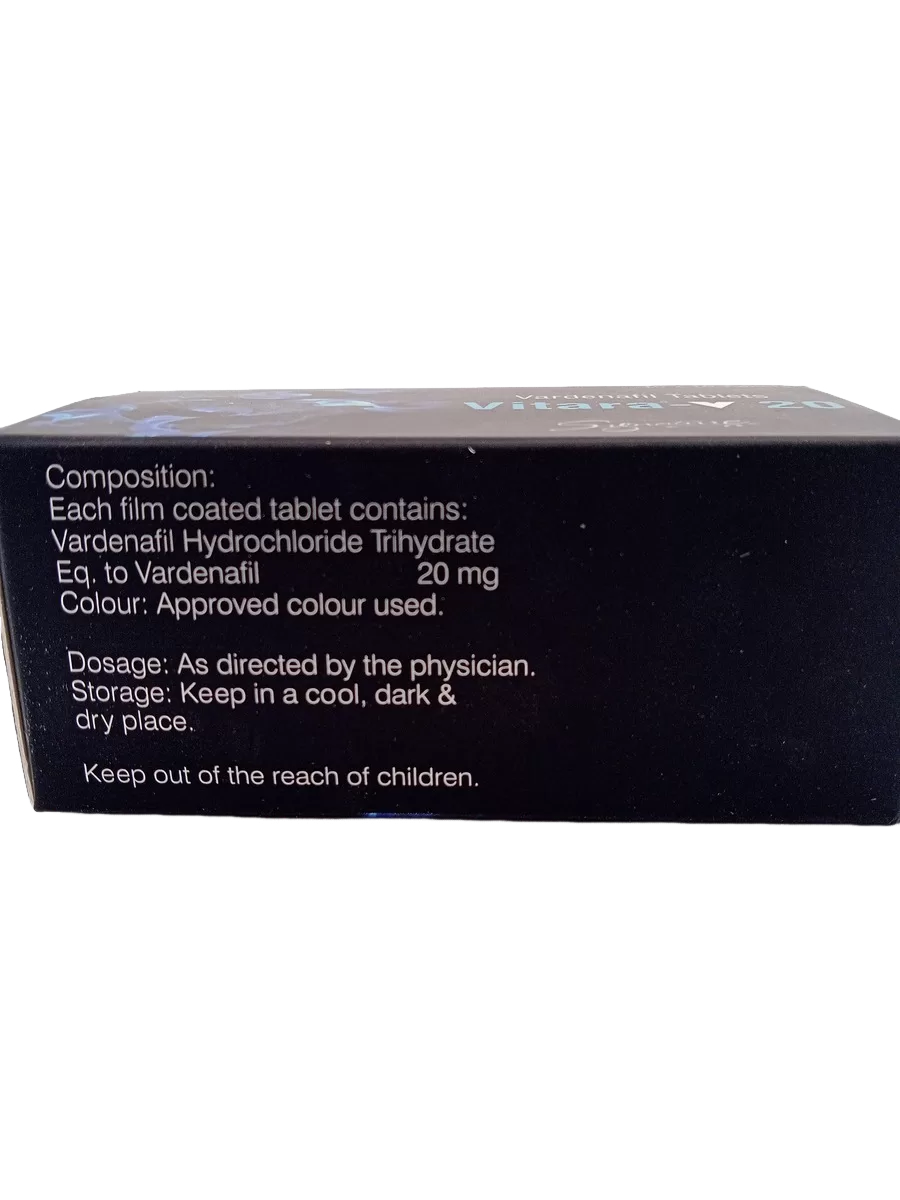 Vardenafil Tablets
Vitara-V 20
Composition:
Each film coated tablet contains:
Vardenafil Hydrochloride Trihydrate
Eq. to Vardenafil 20 mg
Colour: Approved colour used.
Dosage: As directed by the physician.
Storage: Keep in a cool, dark &
dry place.
Keep out of the reach of children.